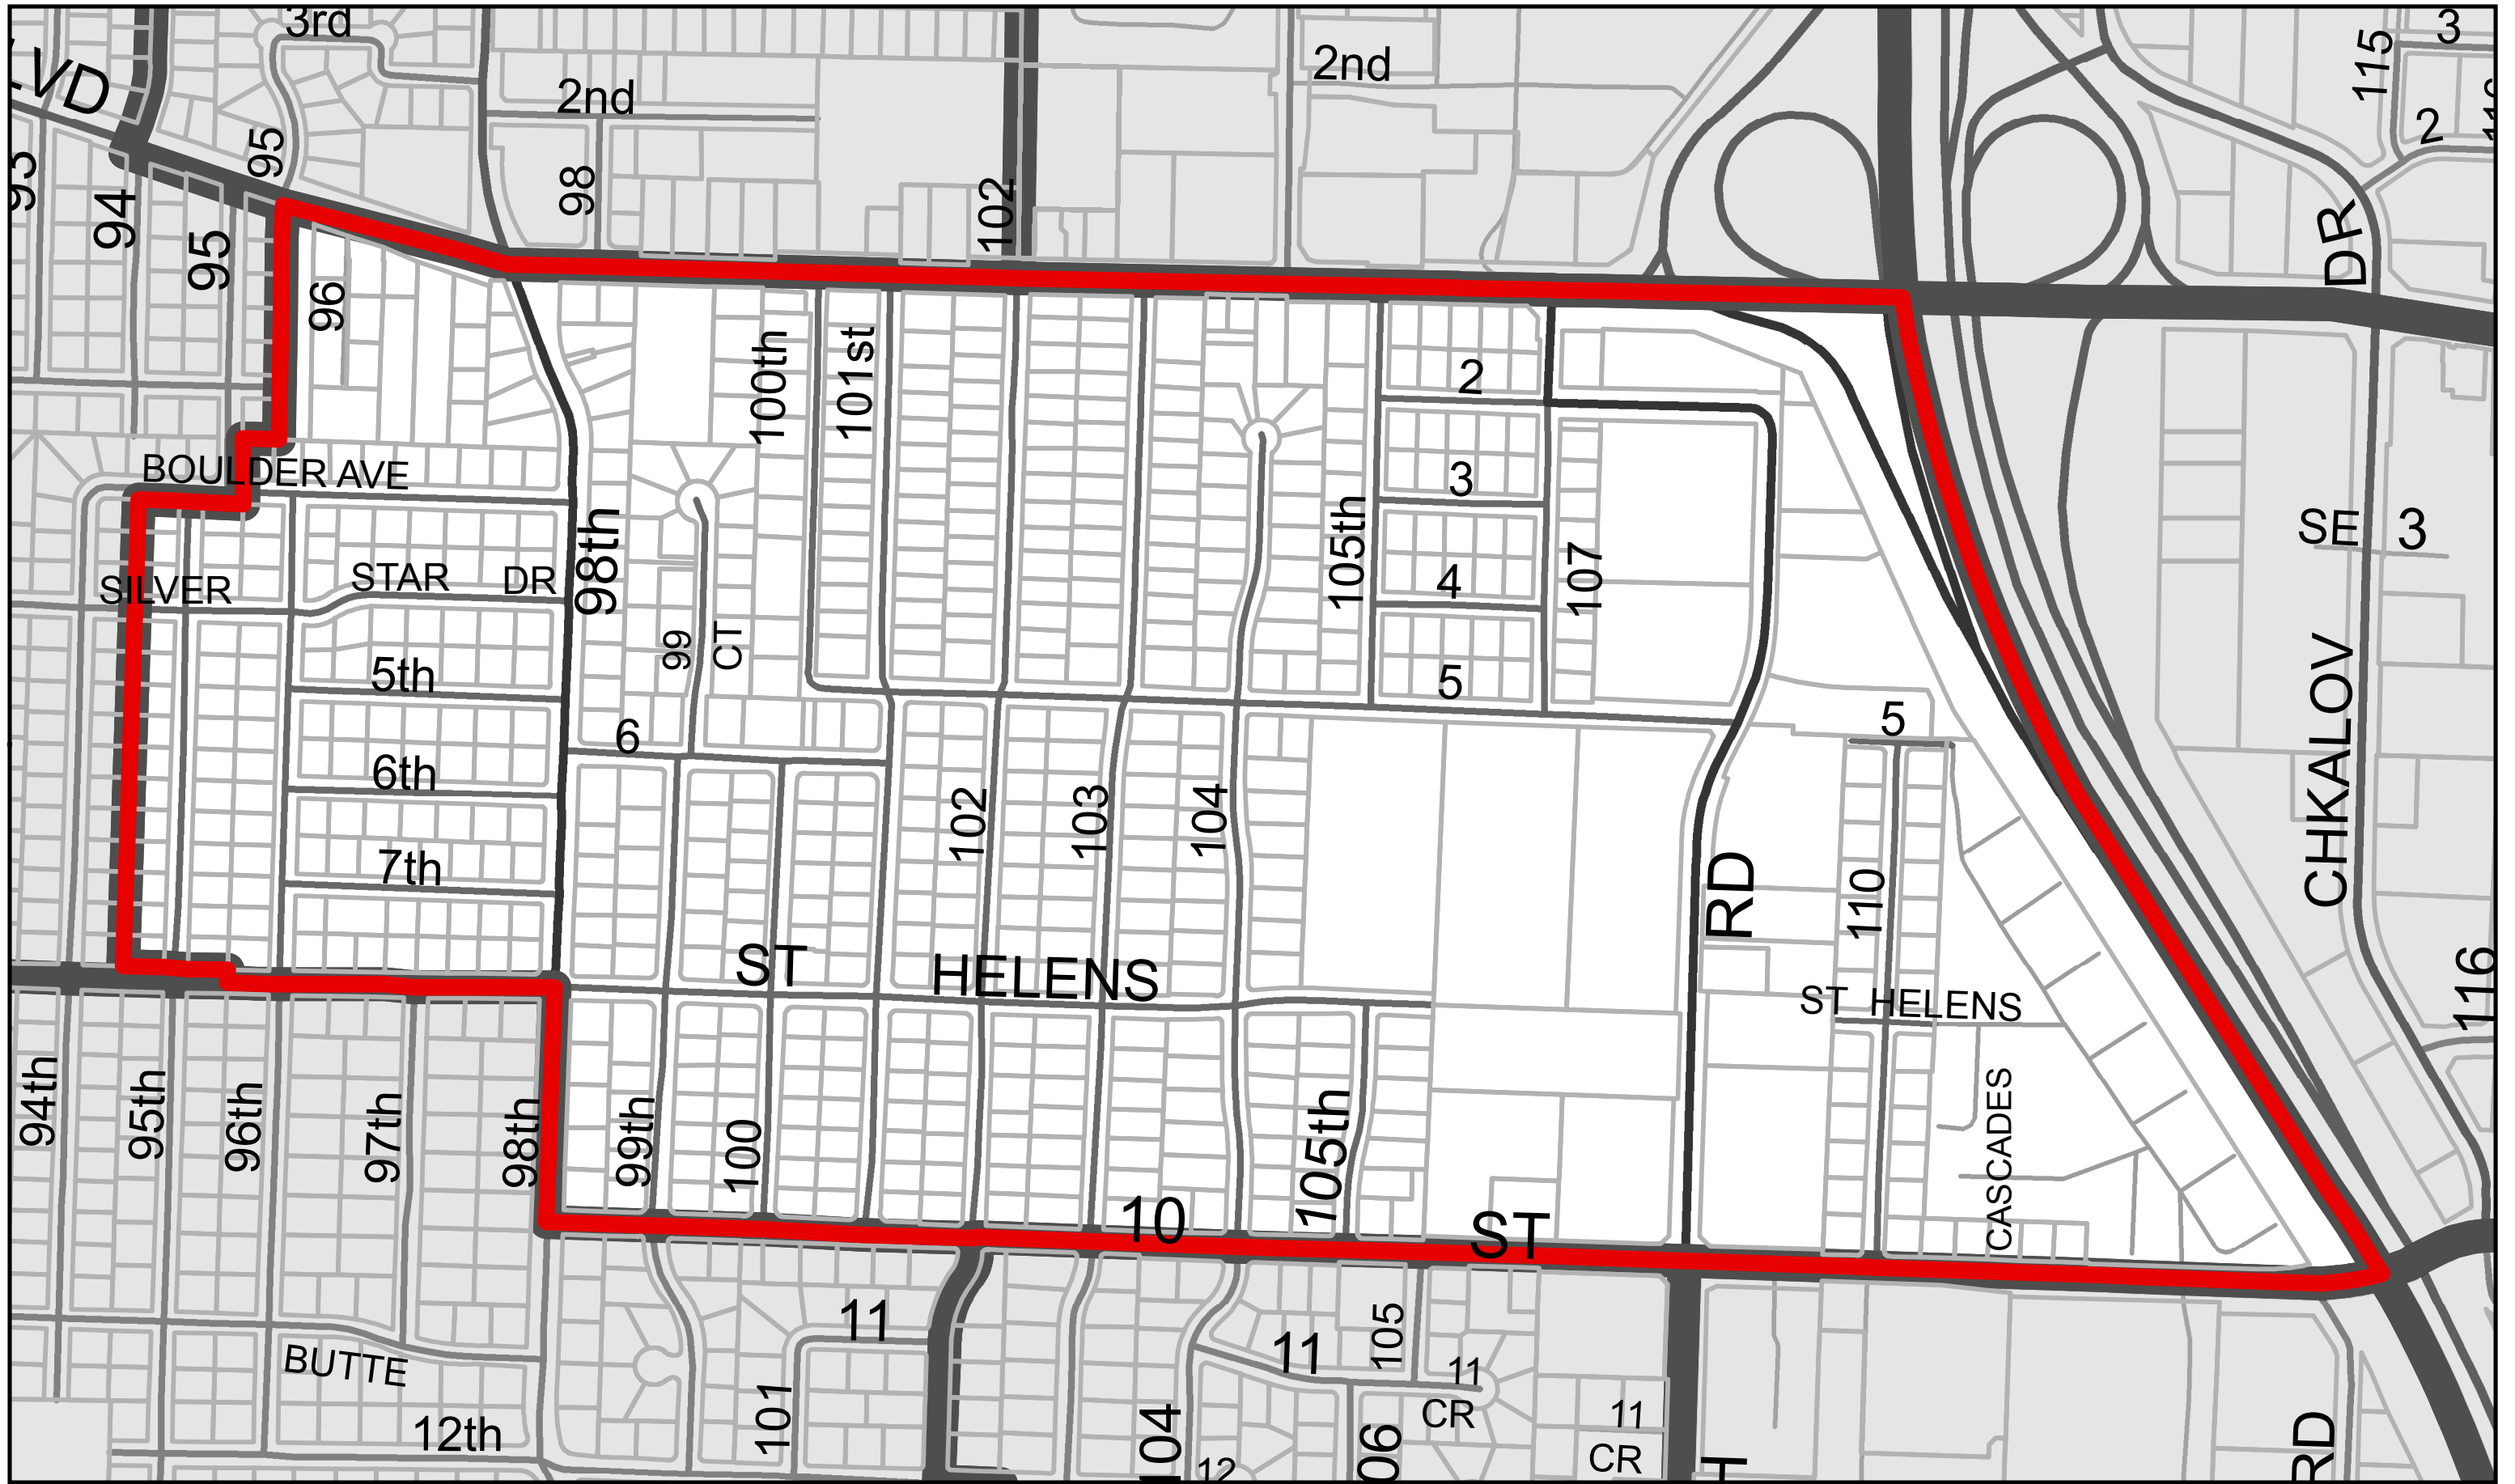 3rd
3
VD
2nd
2nd
115
95
2
98
93
94
102
95
DR
96
100th
101st
2
BOULDER AVE
3
105th
SE 3
98th
107
SILVER
STAR DR
4
99
CT
5th
5
CHKALOV
6
5
6th
102
103
104
7th
RD
110
ST HELENS
116
ST HELENS
94th
95th
96th
97th
98th
99th
100
105th
CASCADES
10 ST
11
11
105
BUTTE
11
CR
11
CR
101
12th
104
06
12
RD